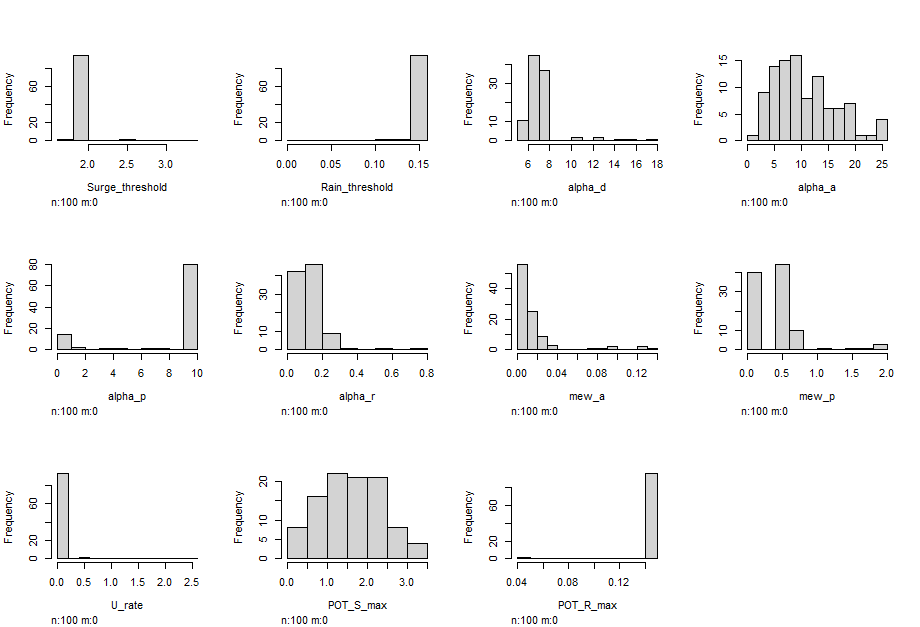 Frequency
0 20 60
2.0 2.5 3.0
Surge_threshold
n:100 m:0
Frequency
0 20 60
0.00 0.05 0.10 0.15
Rain_threshold
n:100 m:0
Frequency
0 10 30
6 8 10 12 14 16 18
alpha_d
n:100 m:0
Frequency
0 5 10 15
0 5 10 15 20 25
alpha_a
n:100 m:0
Frequency
0 20 40 60 80
0 2 4 6 8 10
alpha_p
n:100 m:0
Frequency
0 10 30
0.0 0.2 0.4 0.6 0.8
alpha_r
n:100 m:0
Frequency
0 20 40
0.00 0.04 0.08 0.12
mew_a
n:100 m:0
Frequency
0 10 30
0.0 0.5 1.0 1.5 2.0
mew_p
n:100 m:0
Frequency
0 20 60
0.0 0.5 1.0 1.5 2.0 2.5
U_rate
n:100 m:0
Frequency
0 5 10 20
0.0 1.0 2.0 3.0
POT_S_max
n:100 m:0
Frequency
0 20 60
0.04 0.08 0.12
POT_R_max
n:100 m:0